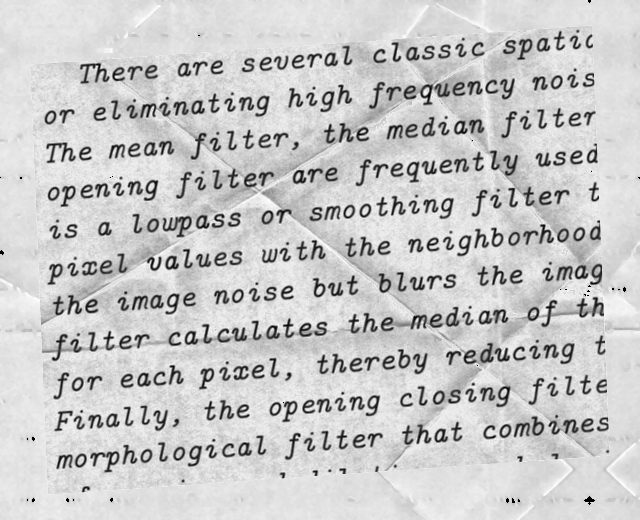 There are several classic spatic
or eliminating high frequency nois
The mean filter, the median filter
opening filter are frequently used
is a lowpass or smoothing filter t
pixel values with the neighborhood
the image noise but blurs the imag
filter calculates the median of th
for each pixel, thereby reducing t
Finally, the opening closing filte
morphological filter that combines